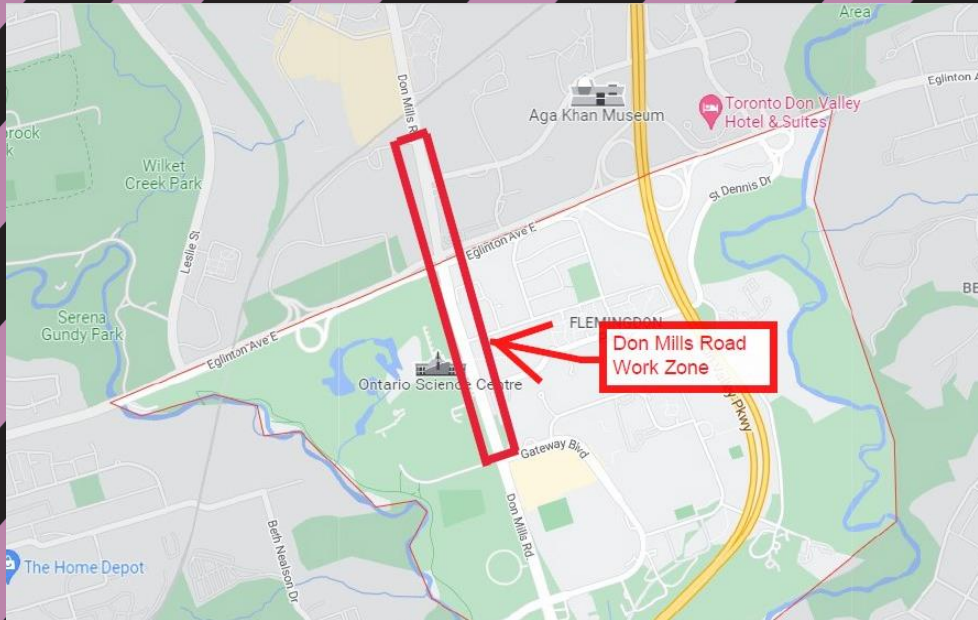 Area
Don Mills Rd
Eglinton A
Aga Khan Museum
Toronto Don Valley
Hotel & Suites
Wilket
Creek Park
St Dennis Dr
Leslie St
Eglinton Ave E
Serena
Gundy Park
FLEMINGDON
Don Mills Road
Work Zone
Eglinton Ave E
Ontario Science Centre
Pkwy
Gateway Blvd
Don Mills Rd
Beth Nealson Dr
The Home Depot